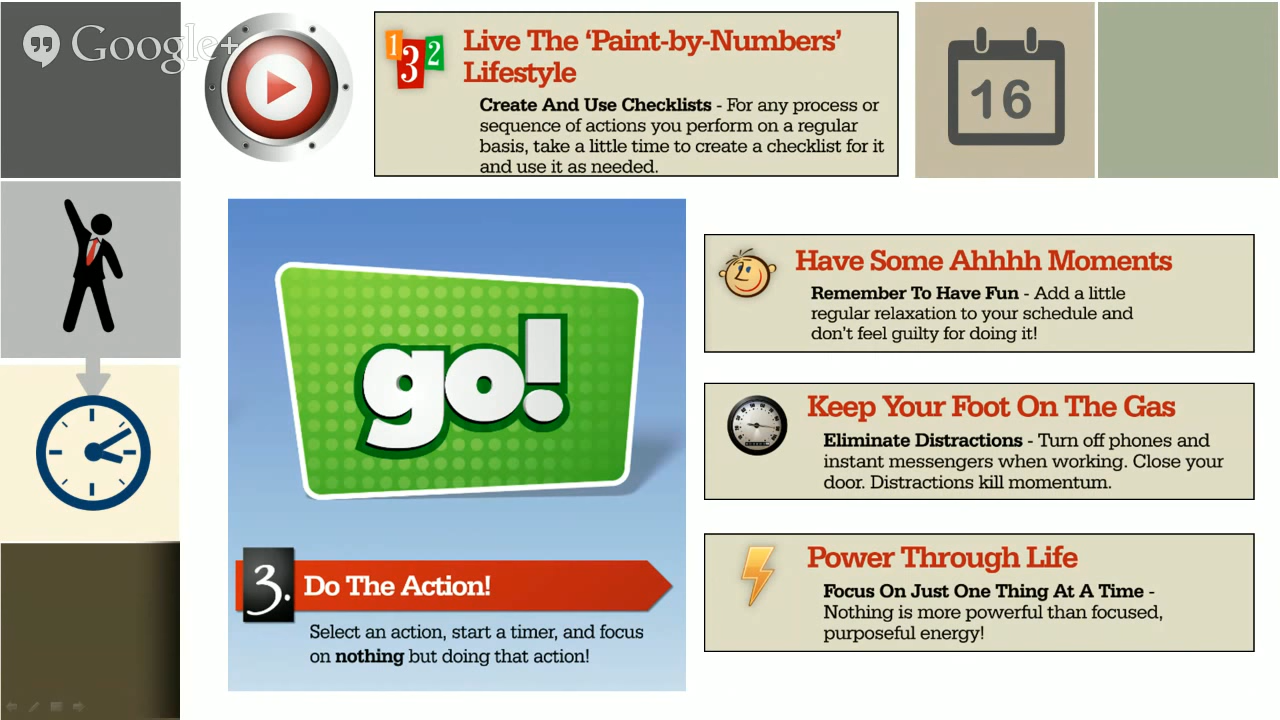 Google+
1
3
2
Live The ‘Paint-by-Numbers’
Lifestyle
Create And Use Checklists - For any process or
sequence of actions you perform on a regular
basis, take a little time to create a checklist for it
and use it as needed.
16
go!
3.
Do The Action!
Select an action, start a timer, and focus
on nothing but doing that action!
Have Some Ahhhh Moments
Remember To Have Fun - Add a little
regular relaxation to your schedule and
don't feel guilty for doing it!
Keep Your Foot On The Gas
Eliminate Distractions - Turn off phones and
instant messengers when working. Close your
door. Distractions kill momentum.
Power Through Life
Focus On Just One Thing At A Time -
Nothing is more powerful than focused,
purposeful energy!